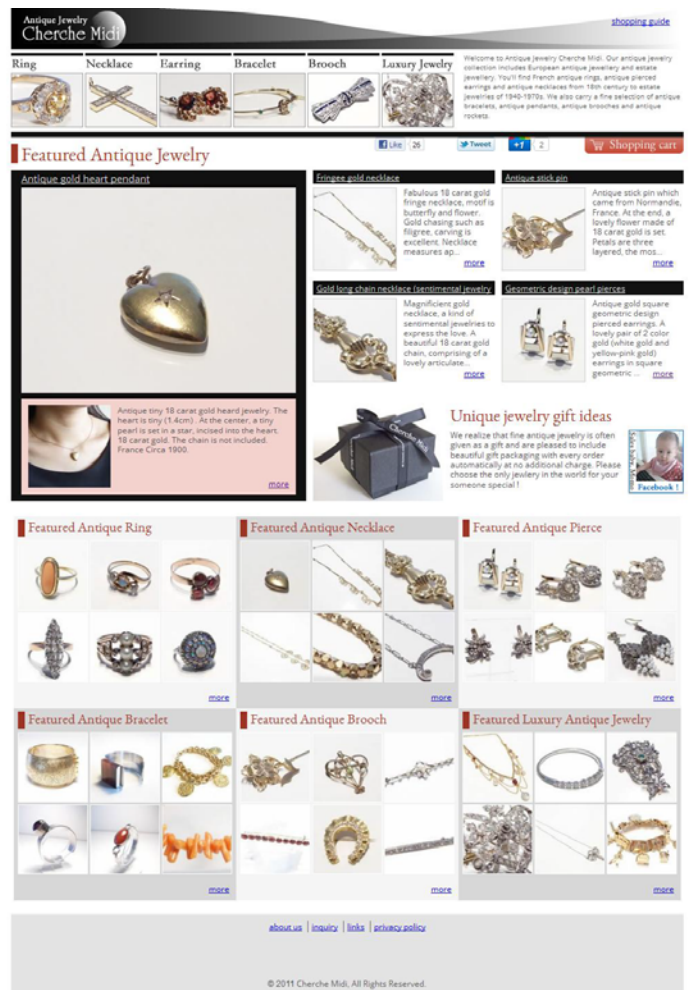 Antique Jewelry
Cherche Midi
shopping guide
Ring
Necklace
Earring
Bracelet
Brooch
Luxury Jewelry
Welcome to Antique Jewelry Cherche Midi. Our antique jewelry
collection includes European antique jewellery and estate
jewellery. You'll find French antique rings, antique pierced
earrings and antique necklaces from 18th century to estate
jewelries of 1940-1970s. We also carry a fine selection of antique
bracelets, antique pendants, antique brooches and antique
rockets.
Featured Antique Jewelry
Like 26
Tweet
+1 2
Shopping cart
Antique gold heart pendant
Antique tiny 18 carat gold heard jewelry. The
heart is tiny (1.4cm) . At the center, a tiny
pearl is set in a star, incised into the heart.
18 carat gold. The chain is not included.
France Circa 1900.
more
Fringee gold necklace
Fabulous 18 carat gold
fringe necklace, motif is
butterfly and flower.
Gold chasing such as
filigree, carving is
excellent. Necklace
measures ap...
more
Antique stick pin
Antique stick pin which
came from Normandie,
France. At the end, a
lovely flower made of
18 carat gold is set.
Petals are three
layered, the mos...
more
Gold long chain necklace (sentimental jewelry
Magnificient gold
necklace, a kind of
sentimental jewelries to
express the love. A
beautiful 18 carat gold
chain, comprising of a
lovely articulate...
more
Geometric design pearl pierces
Antique gold square
geometric design
pierced earrings. A
lovely pair of 2 color
gold (white gold and
yellow-pink gold)
earrings in square
geometric ...
more
Cherche Midi
Unique jewelry gift ideas
We realize that fine antique jewelry is often
given as a gift and are pleased to include
beautiful gift packaging with every order
automatically at no additional charge. Please
choose the only jewlery in the world for your
someone special !
Facebook !
Featured Antique Ring
more
Featured Antique Necklace
more
Featured Antique Pierce
more
Featured Antique Bracelet
more
Featured Antique Brooch
more
Featured Luxury Antique Jewelry
more
about us | inquiry | links | privacy policy
© 2011 Cherche Midi, All Rights Reserved.